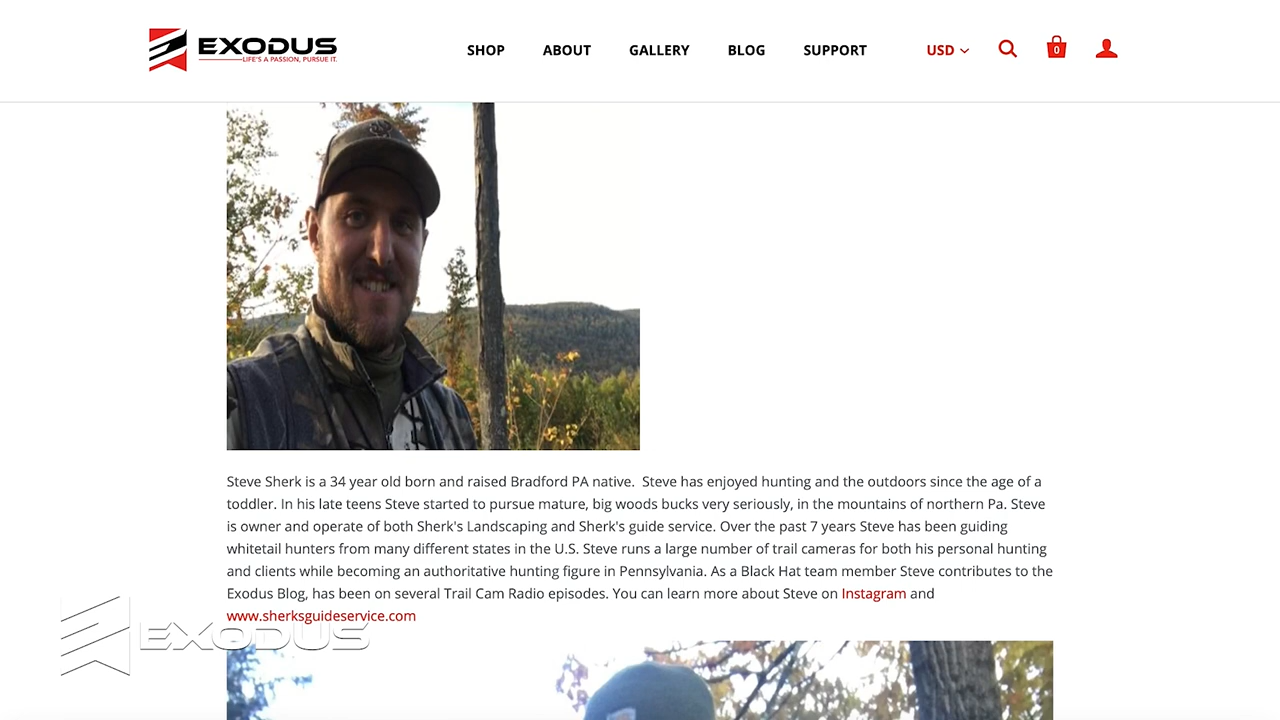 EXODUS
LIFE'S A PASSION, PURSUE IT.
SHOP ABOUT GALLERY BLOG SUPPORT USD 0
Steve Sherk is a 34 year old born and raised Bradford PA native. Steve has enjoyed hunting and the outdoors since the age of a
toddler. In his late teens Steve started to pursue mature, big woods bucks very seriously, in the mountains of northern Pa. Steve
is owner and operate of both Sherk's Landscaping and Sherk's guide service. Over the past 7 years Steve has been guiding
whitetail hunters from many different states in the U.S. Steve runs a large number of trail cameras for both his personal hunting
and clients while becoming an authoritative hunting figure in Pennsylvania. As a Black Hat team member Steve contributes to the
Exodus Blog, has been on several Trail Cam Radio episodes. You can learn more about Steve on Instagram and
www.sherksguideservice.com
EXODUS